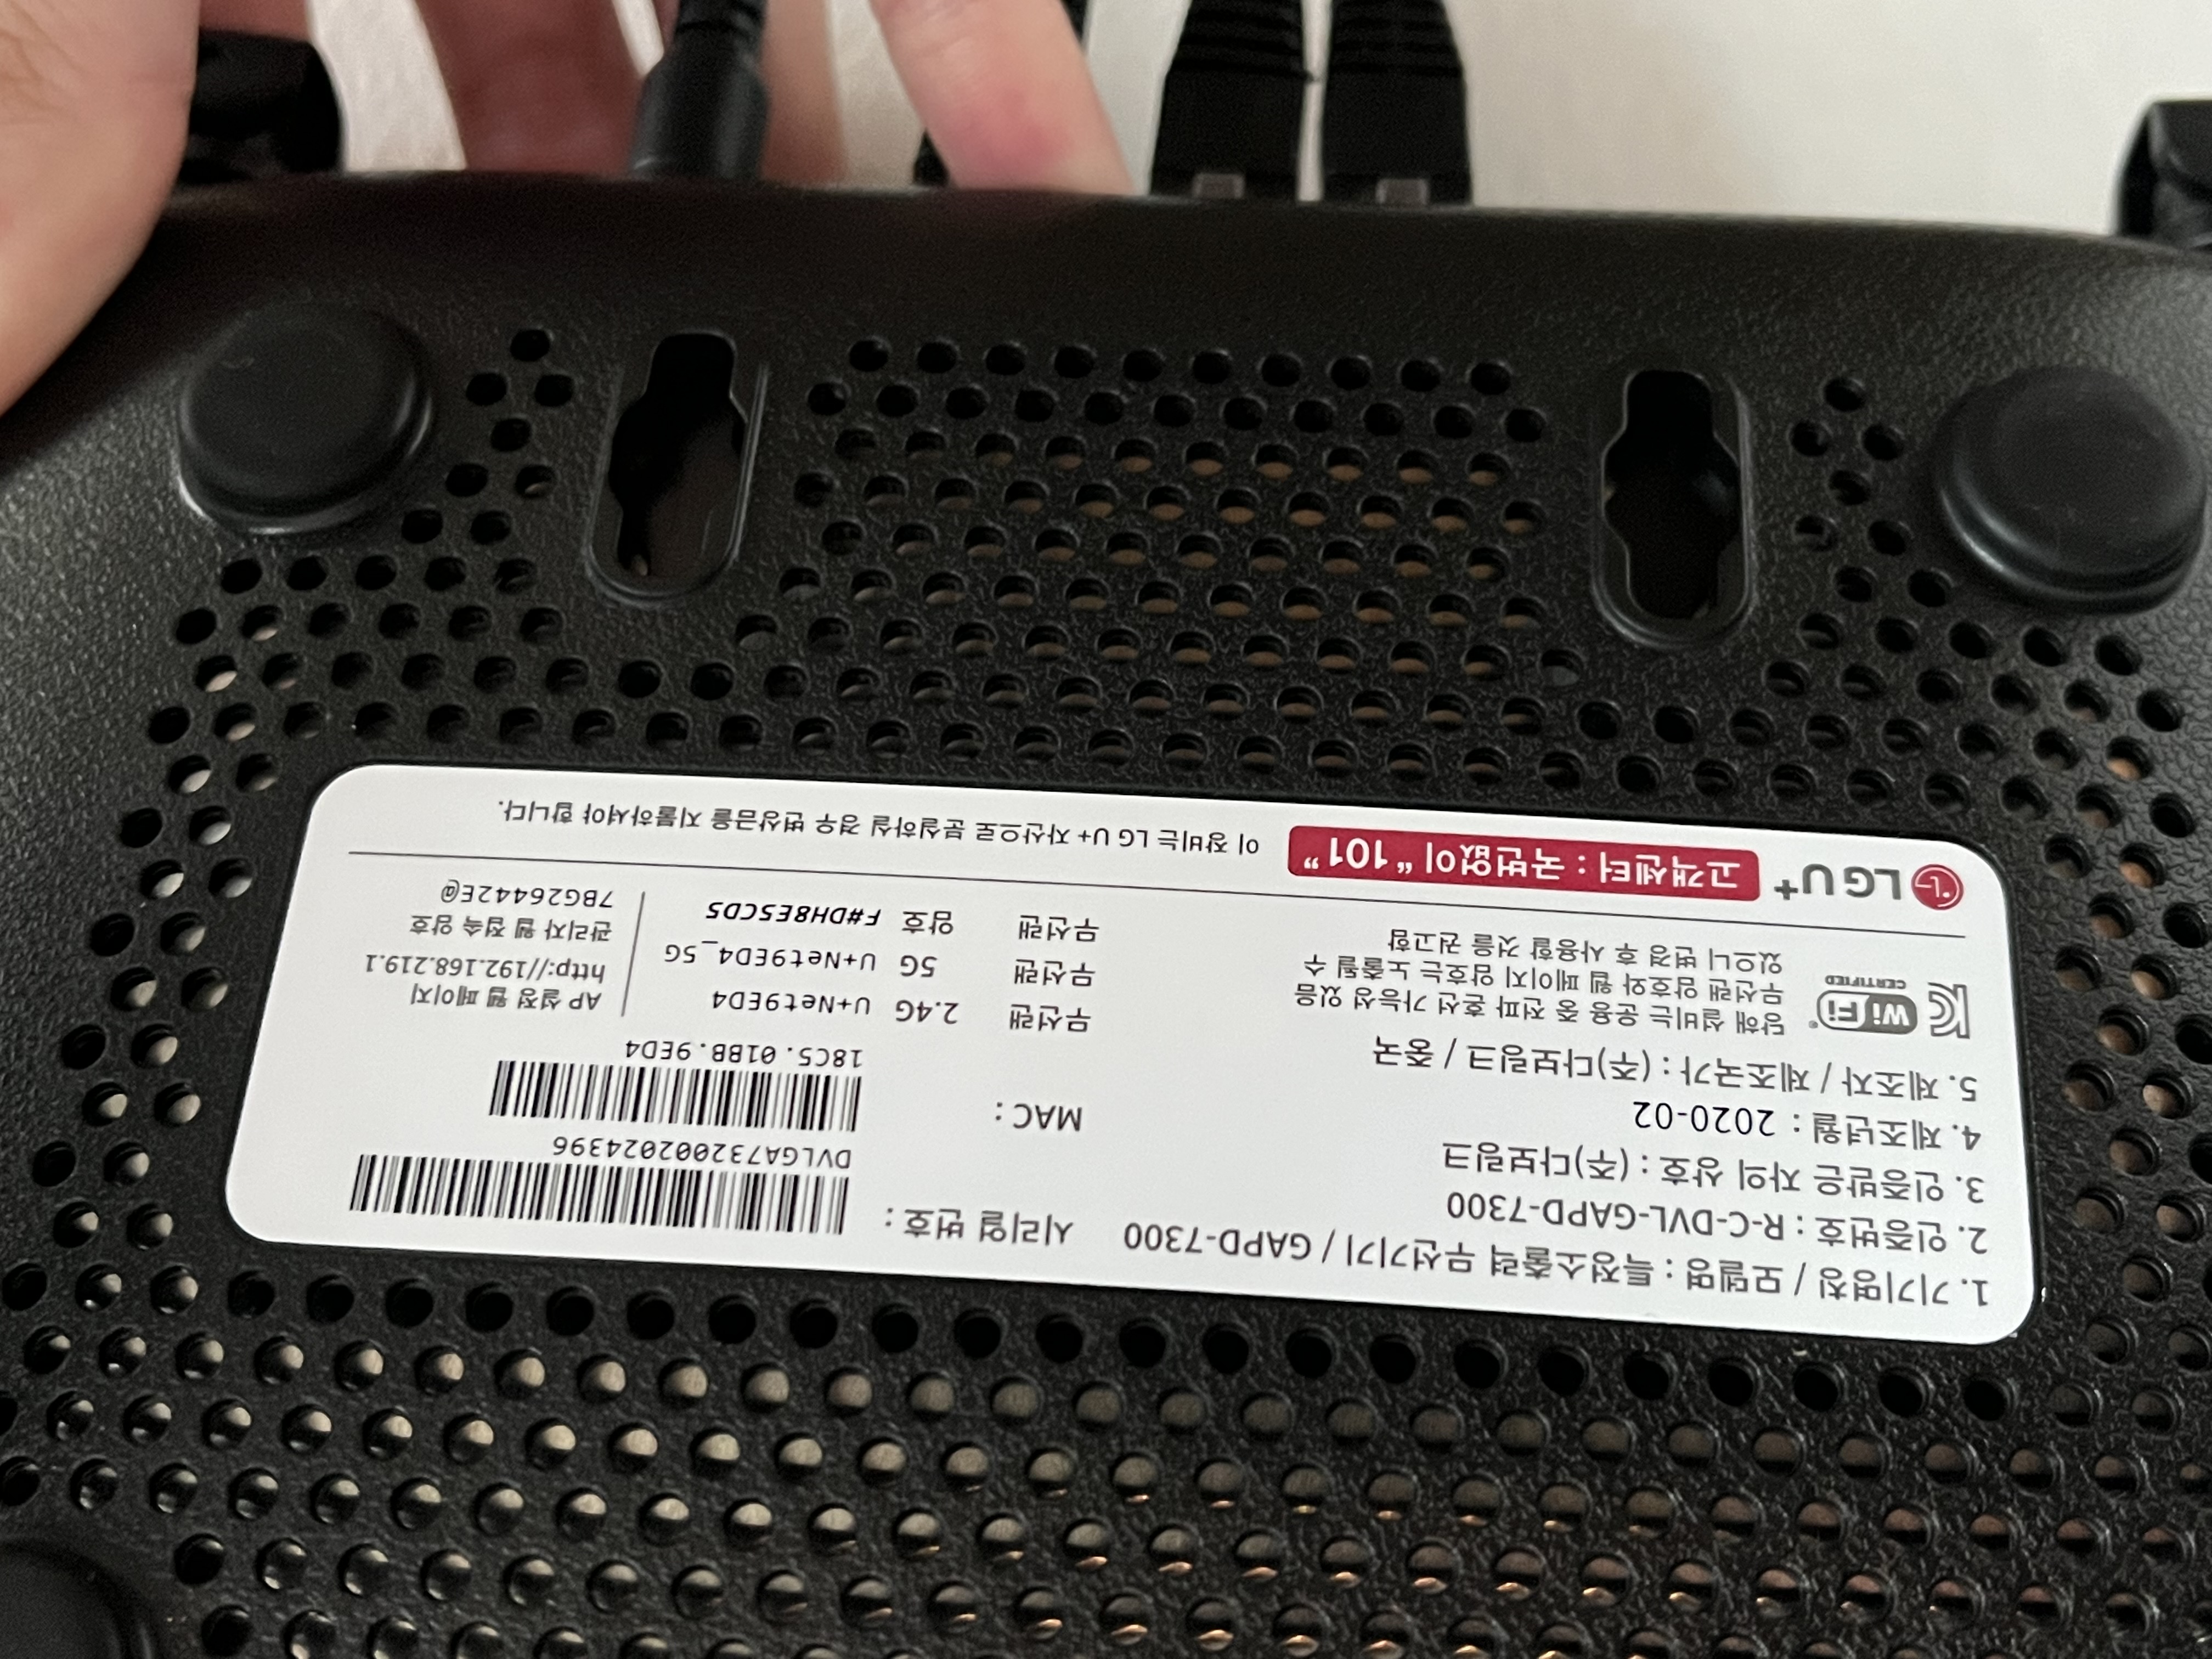 1. 기기명칭 / 모델명 : 특정소출력 무선기기 / GAPD-7300
2. 인증번호 : R-C-DVL-GAPD-7300
3. 인증받은 자의 상호 : (주)다보링크
4. 제조년월 : 2020-02
5. 제조자 / 제조국가 : (주)다보링크 / 중국
Wi Fi
CERTIFIED
당해 설비는 운용 중 전파 혼선 가능성 있음
무선랜 암호와 웹 페이지 암호는 노출될 수
있으니 변경 후 사용할 것을 권고함
시리얼 번호 :
DVLGA732002024396
MAC :
18C5.01BB.9ED4
무선랜 2.4G U+Net9ED4
무선랜 5G U+Net9ED4_5G
무선랜 암호 F#DH8E5CD5
AP 설정 웹 페이지
http://192.168.219.1
관리자 웹 접속 암호
7BG26442E@
LG U+ 고객센터 : 국번없이 “ 101 ” 이 장비는 LG U+ 자산으로 분실하실 경우 변상금을 지불하셔야 합니다.